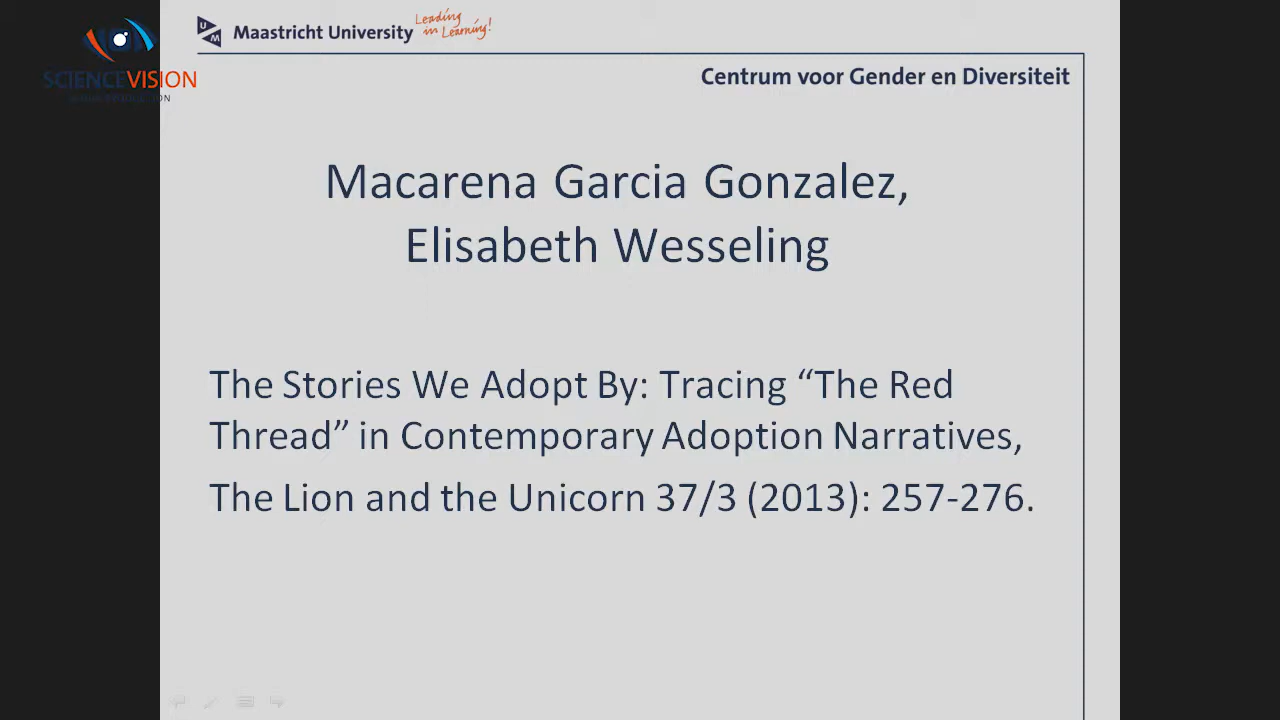 Maastricht University
Leading
in Learning!
SCIENCEVISION
Centrum voor Gender en Diversiteit
Macarena Garcia Gonzalez,
Elisabeth Wesseling
The Stories We Adopt By: Tracing “The Red
Thread” in Contemporary Adoption Narratives,
The Lion and the Unicorn 37/3 (2013): 257-276.